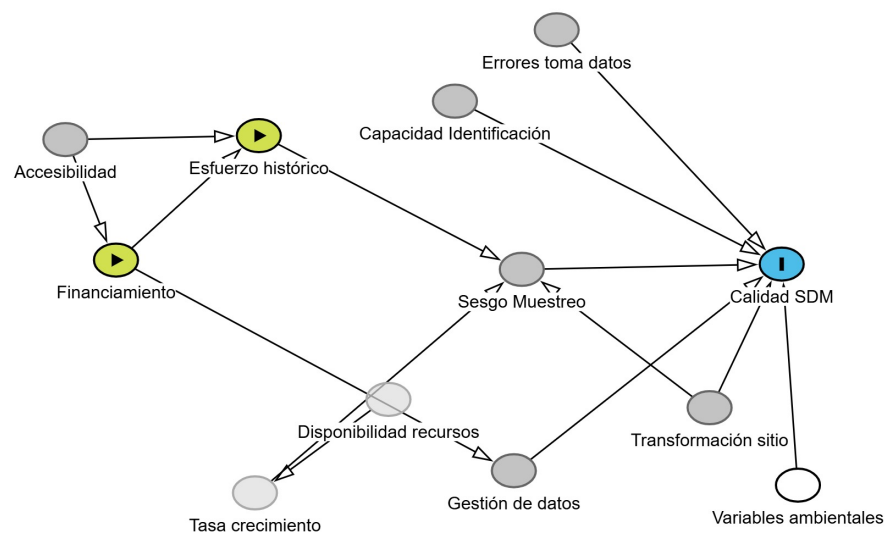 Errores toma datos
Capacidad Identificación
Accesibilidad
Esfuerzo histórico
Financiamiento
Sesgo Muestreo
Calidad SDM
Disponibilidad recursos
Transformación sitio
Gestión de datos
Tasa crecimiento
Variables ambientales